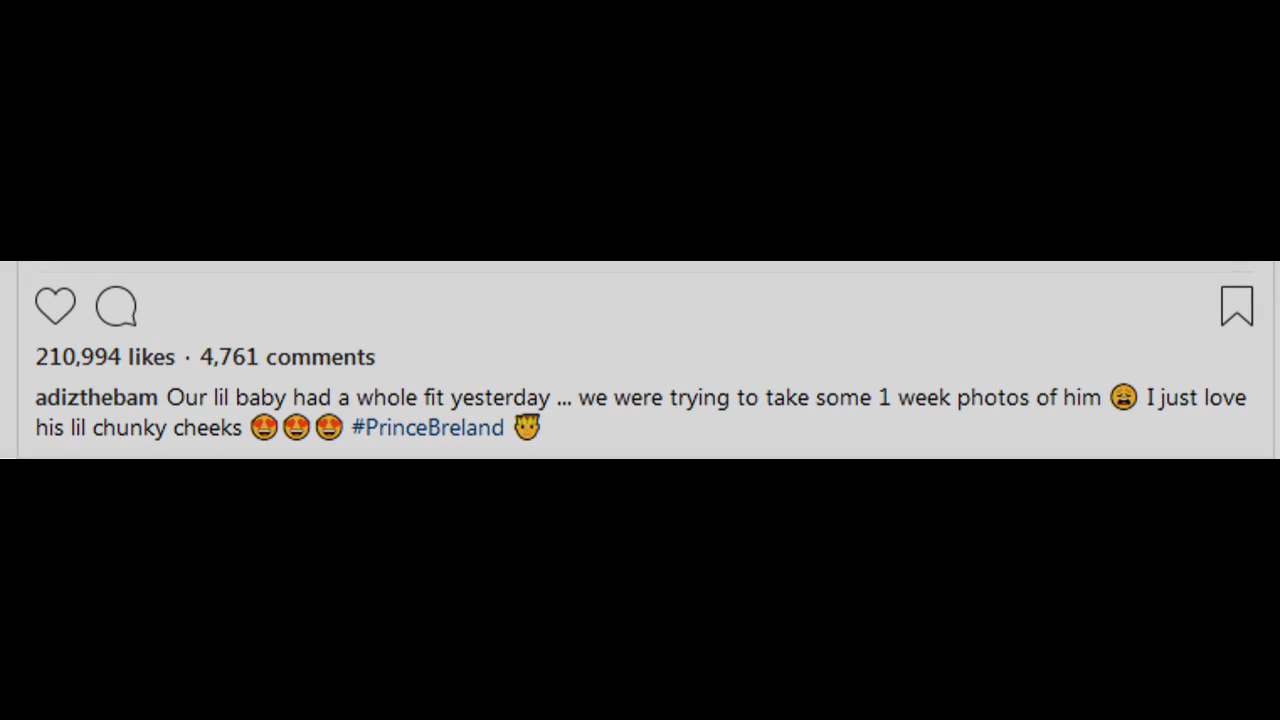 210,994 likes · 4,761 comments
adizthebam Our lil baby had a whole fit yesterday ... we were trying to take some 1 week photos of him 😩 I just love
his lil chunky cheeks 😍😍😍 #PrinceBreland 🤴